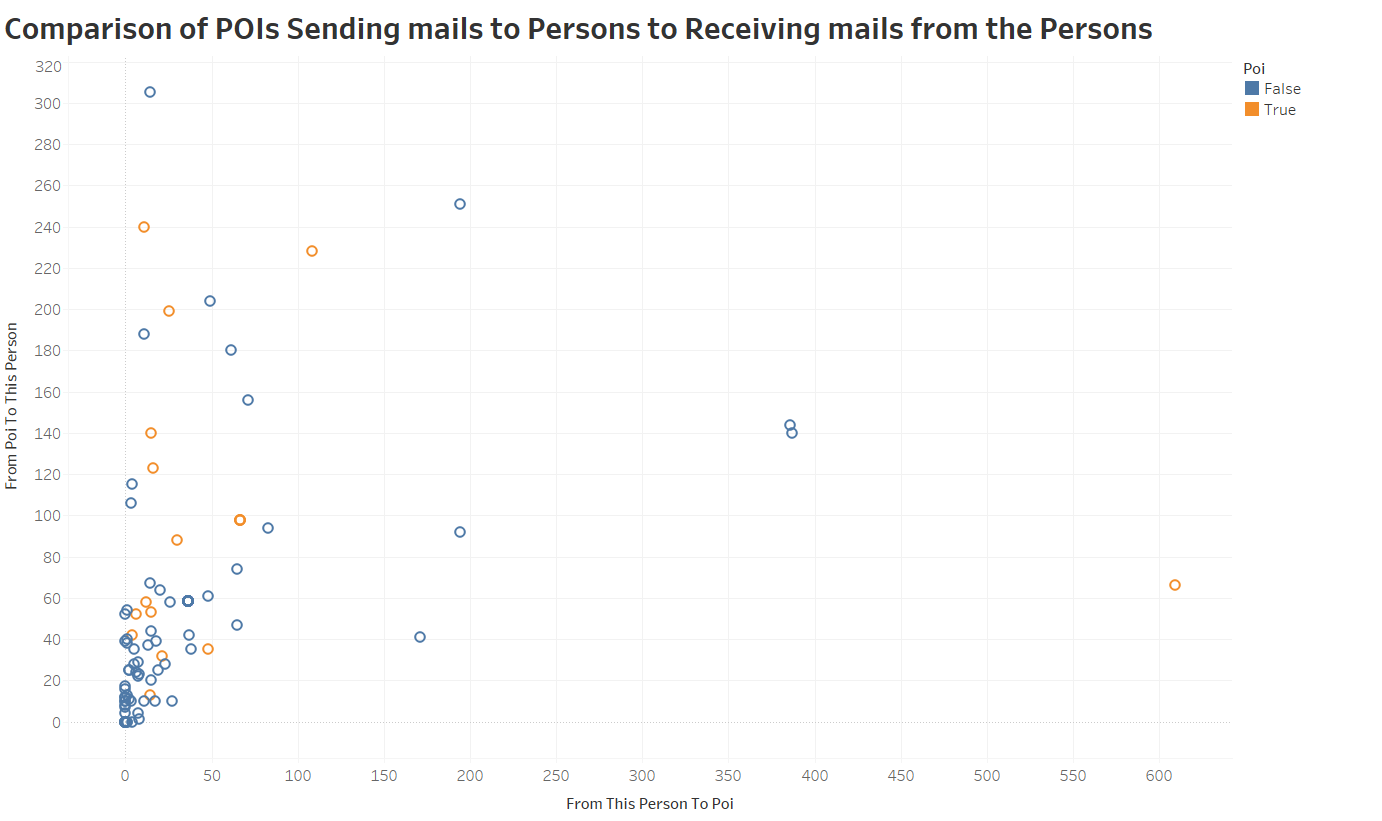 Comparison of POIs Sending mails to Persons to Receiving mails from the Persons
Poi
False
True
From Poi To This Person
320
300
280
260
240
220
200
180
160
140
120
100
80
60
40
20
0
0 50 100 150 200 250 300 350 400 450 500 550 600
From This Person To Poi